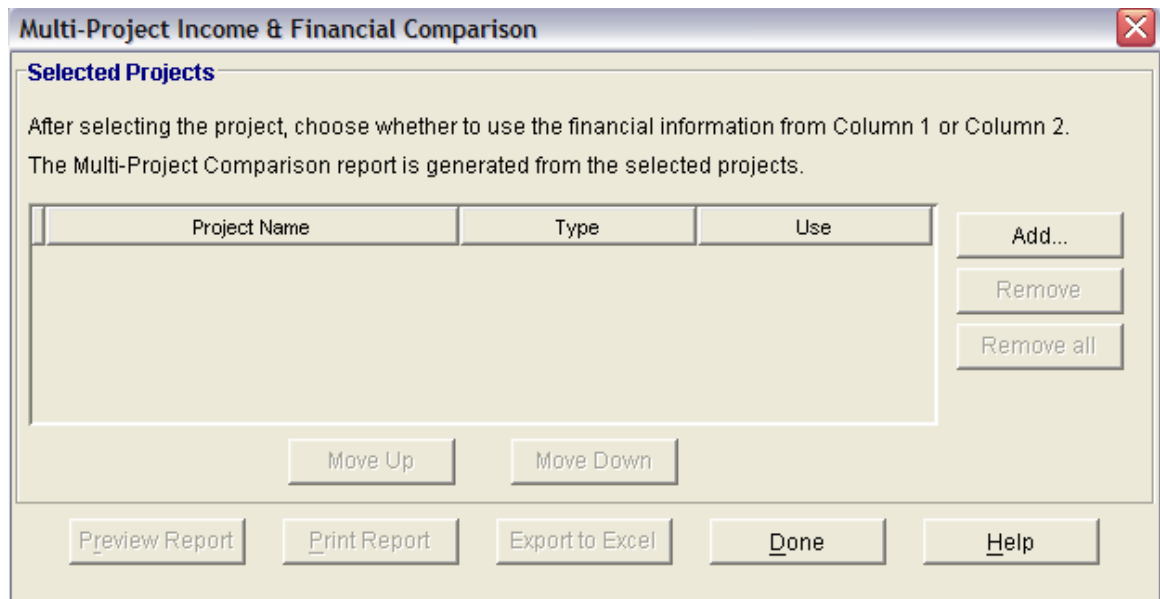 Multi-Project Income & Financial Comparison
Selected Projects
After selecting the project, choose whether to use the financial information from Column 1 or Column 2.
The Multi-Project Comparison report is generated from the selected projects.
Project Name Type Use
Add...
Remove
Remove all
Move Up Move Down
Preview Report Print Report Export to Excel Done Help